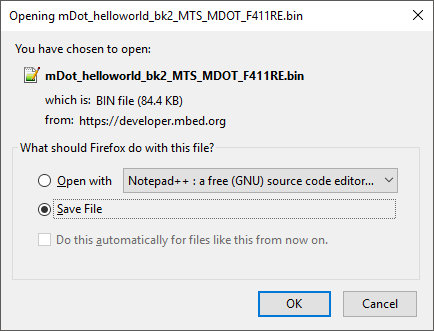 Opening mDot_helloworld_bk2_MTS_MDOT_F411RE.bin
You have chosen to open:
mDot_helloworld_bk2_MTS_MDOT_F411RE.bin
which is: BIN file (84.4 KB)
from: https://developer.mbed.org
What should Firefox do with this file?
Open with Notepad++ : a free (GNU) source code editor...
Save File
Do this automatically for files like this from now on.
OK Cancel